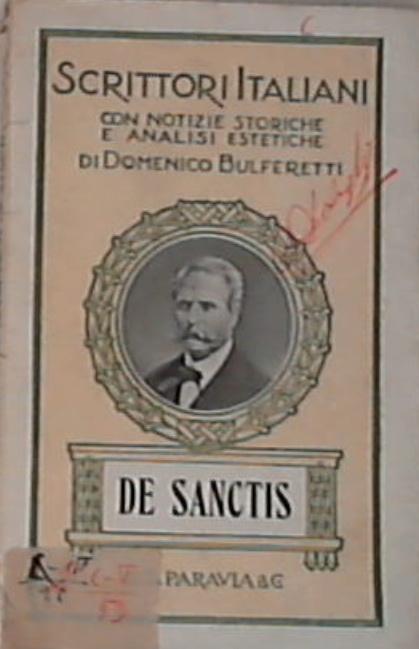 SCRITTORI ITALIANI
CON NOTIZIE STORICHE
E ANALISI ESTETICHE
DI DOMENICO BULFERETTI
DE SANCTIS
PARAVIA & C